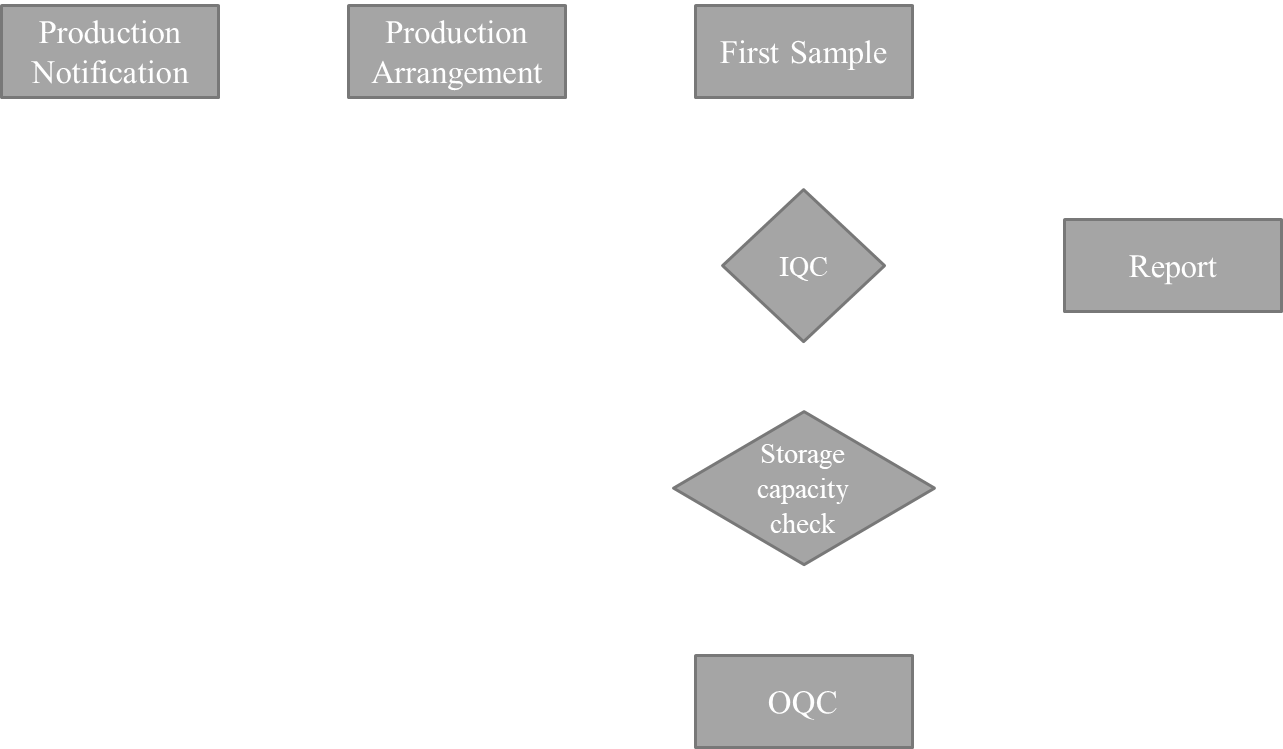 Production
Notification
Production
Arrangement
First Sample
IQC
Report
Storage
capacity
check
OQC